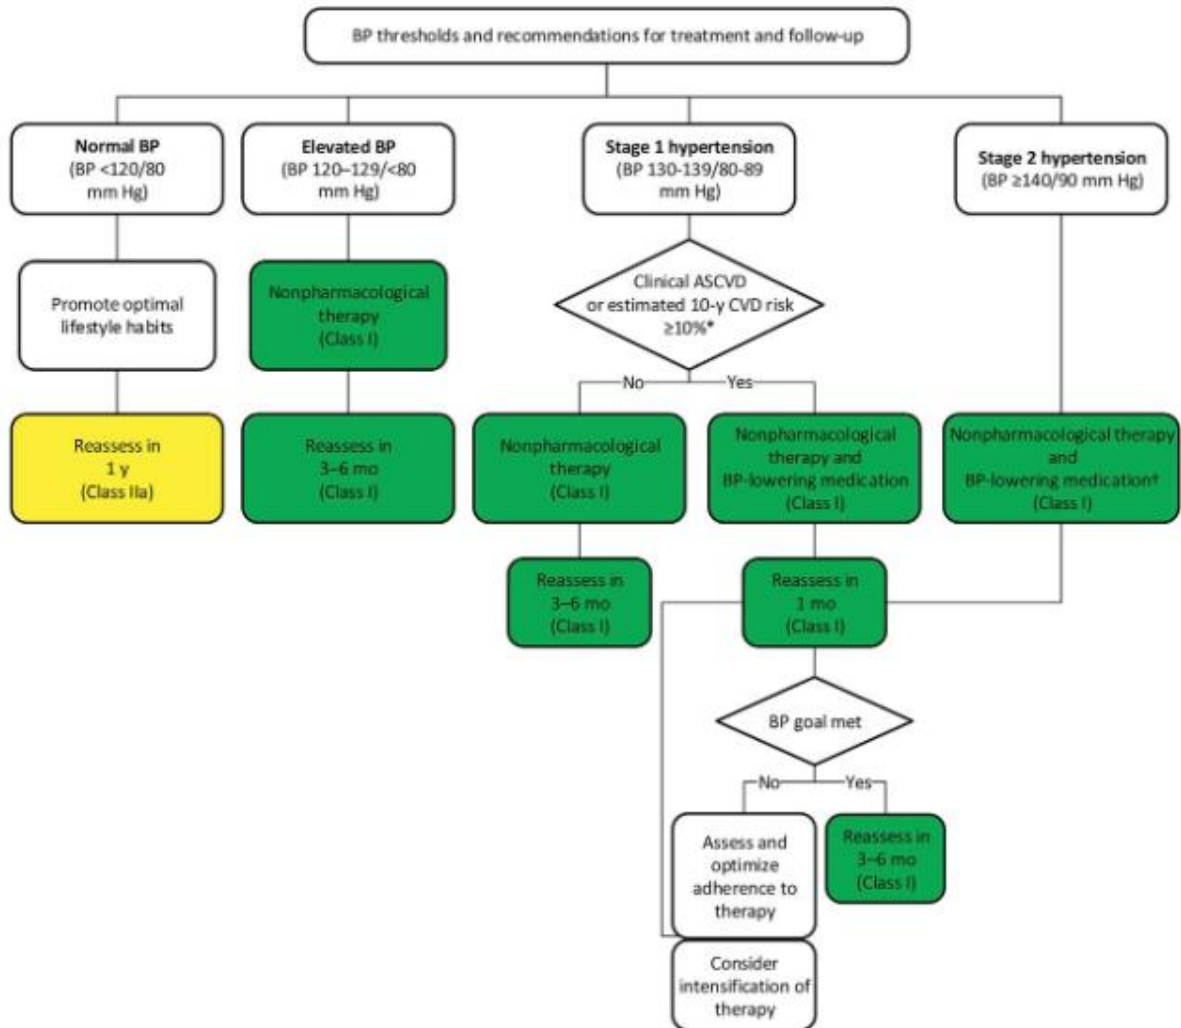 BP thresholds and recommendations for treatment and follow-up
Normal BP
(BP <120/80
mm Hg)
Elevated BP
(BP 120–129/<80
mm Hg)
Stage 1 hypertension
(BP 130-139/80-89
mm Hg)
Stage 2 hypertension
(BP ≥140/90 mm Hg)
Promote optimal
lifestyle habits
Nonpharmacological
therapy
(Class I)
Clinical ASCVD
or estimated 10-y CVD risk
≥10%*
No
Yes
Reassess in
1 y
(Class IIa)
Reassess in
3–6 mo
(Class I)
Nonpharmacological
therapy
(Class I)
Nonpharmacological
therapy and
BP-lowering medication
(Class I)
Nonpharmacological therapy
and
BP-lowering medication†
(Class I)
Reassess in
3–6 mo
(Class I)
Reassess in
1 mo
(Class I)
BP goal met
No
Yes
Assess and
optimize
adherence to
therapy
Reassess in
3–6 mo
(Class I)
Consider
intensification of
therapy